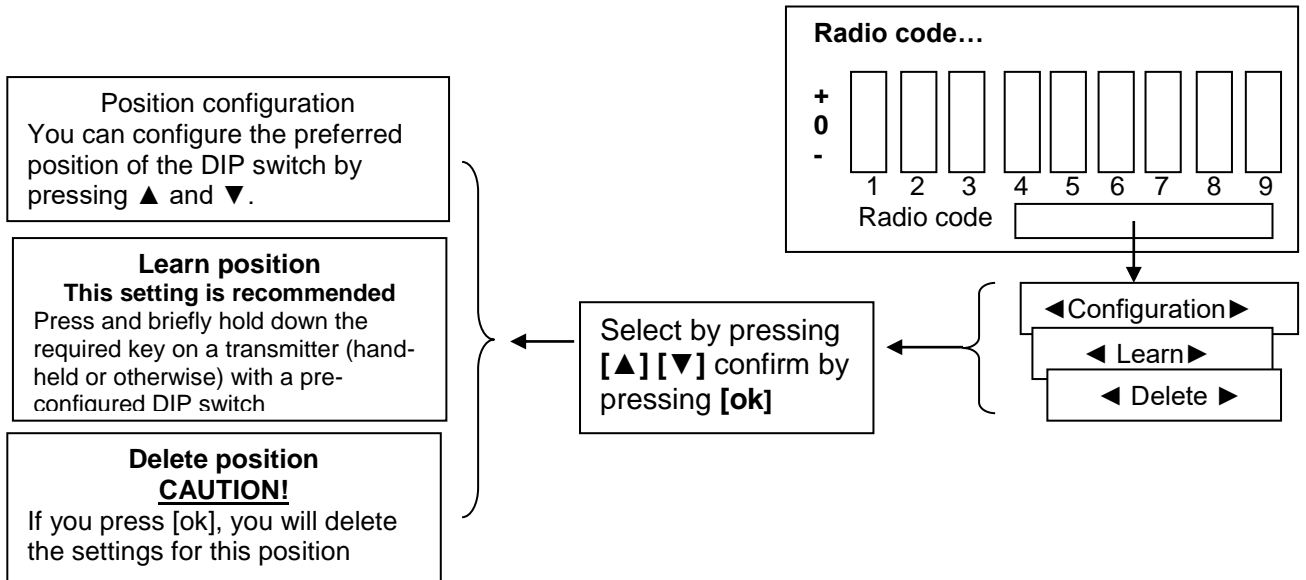 Radio code…
+
0
-
1 2 3 4 5 6 7 8 9
Radio code
◄Configuration►
◄ Learn►
◄ Delete ►
Select by pressing
[▲] [▼] confirm by
pressing [ok]
Position configuration
You can configure the preferred
position of the DIP switch by
pressing ▲ and ▼.
Learn position
This setting is recommended
Press and briefly hold down the
required key on a transmitter (hand-
held or otherwise) with a pre-
configured DIP switch
Delete position
CAUTION!
If you press [ok], you will delete
the settings for this position